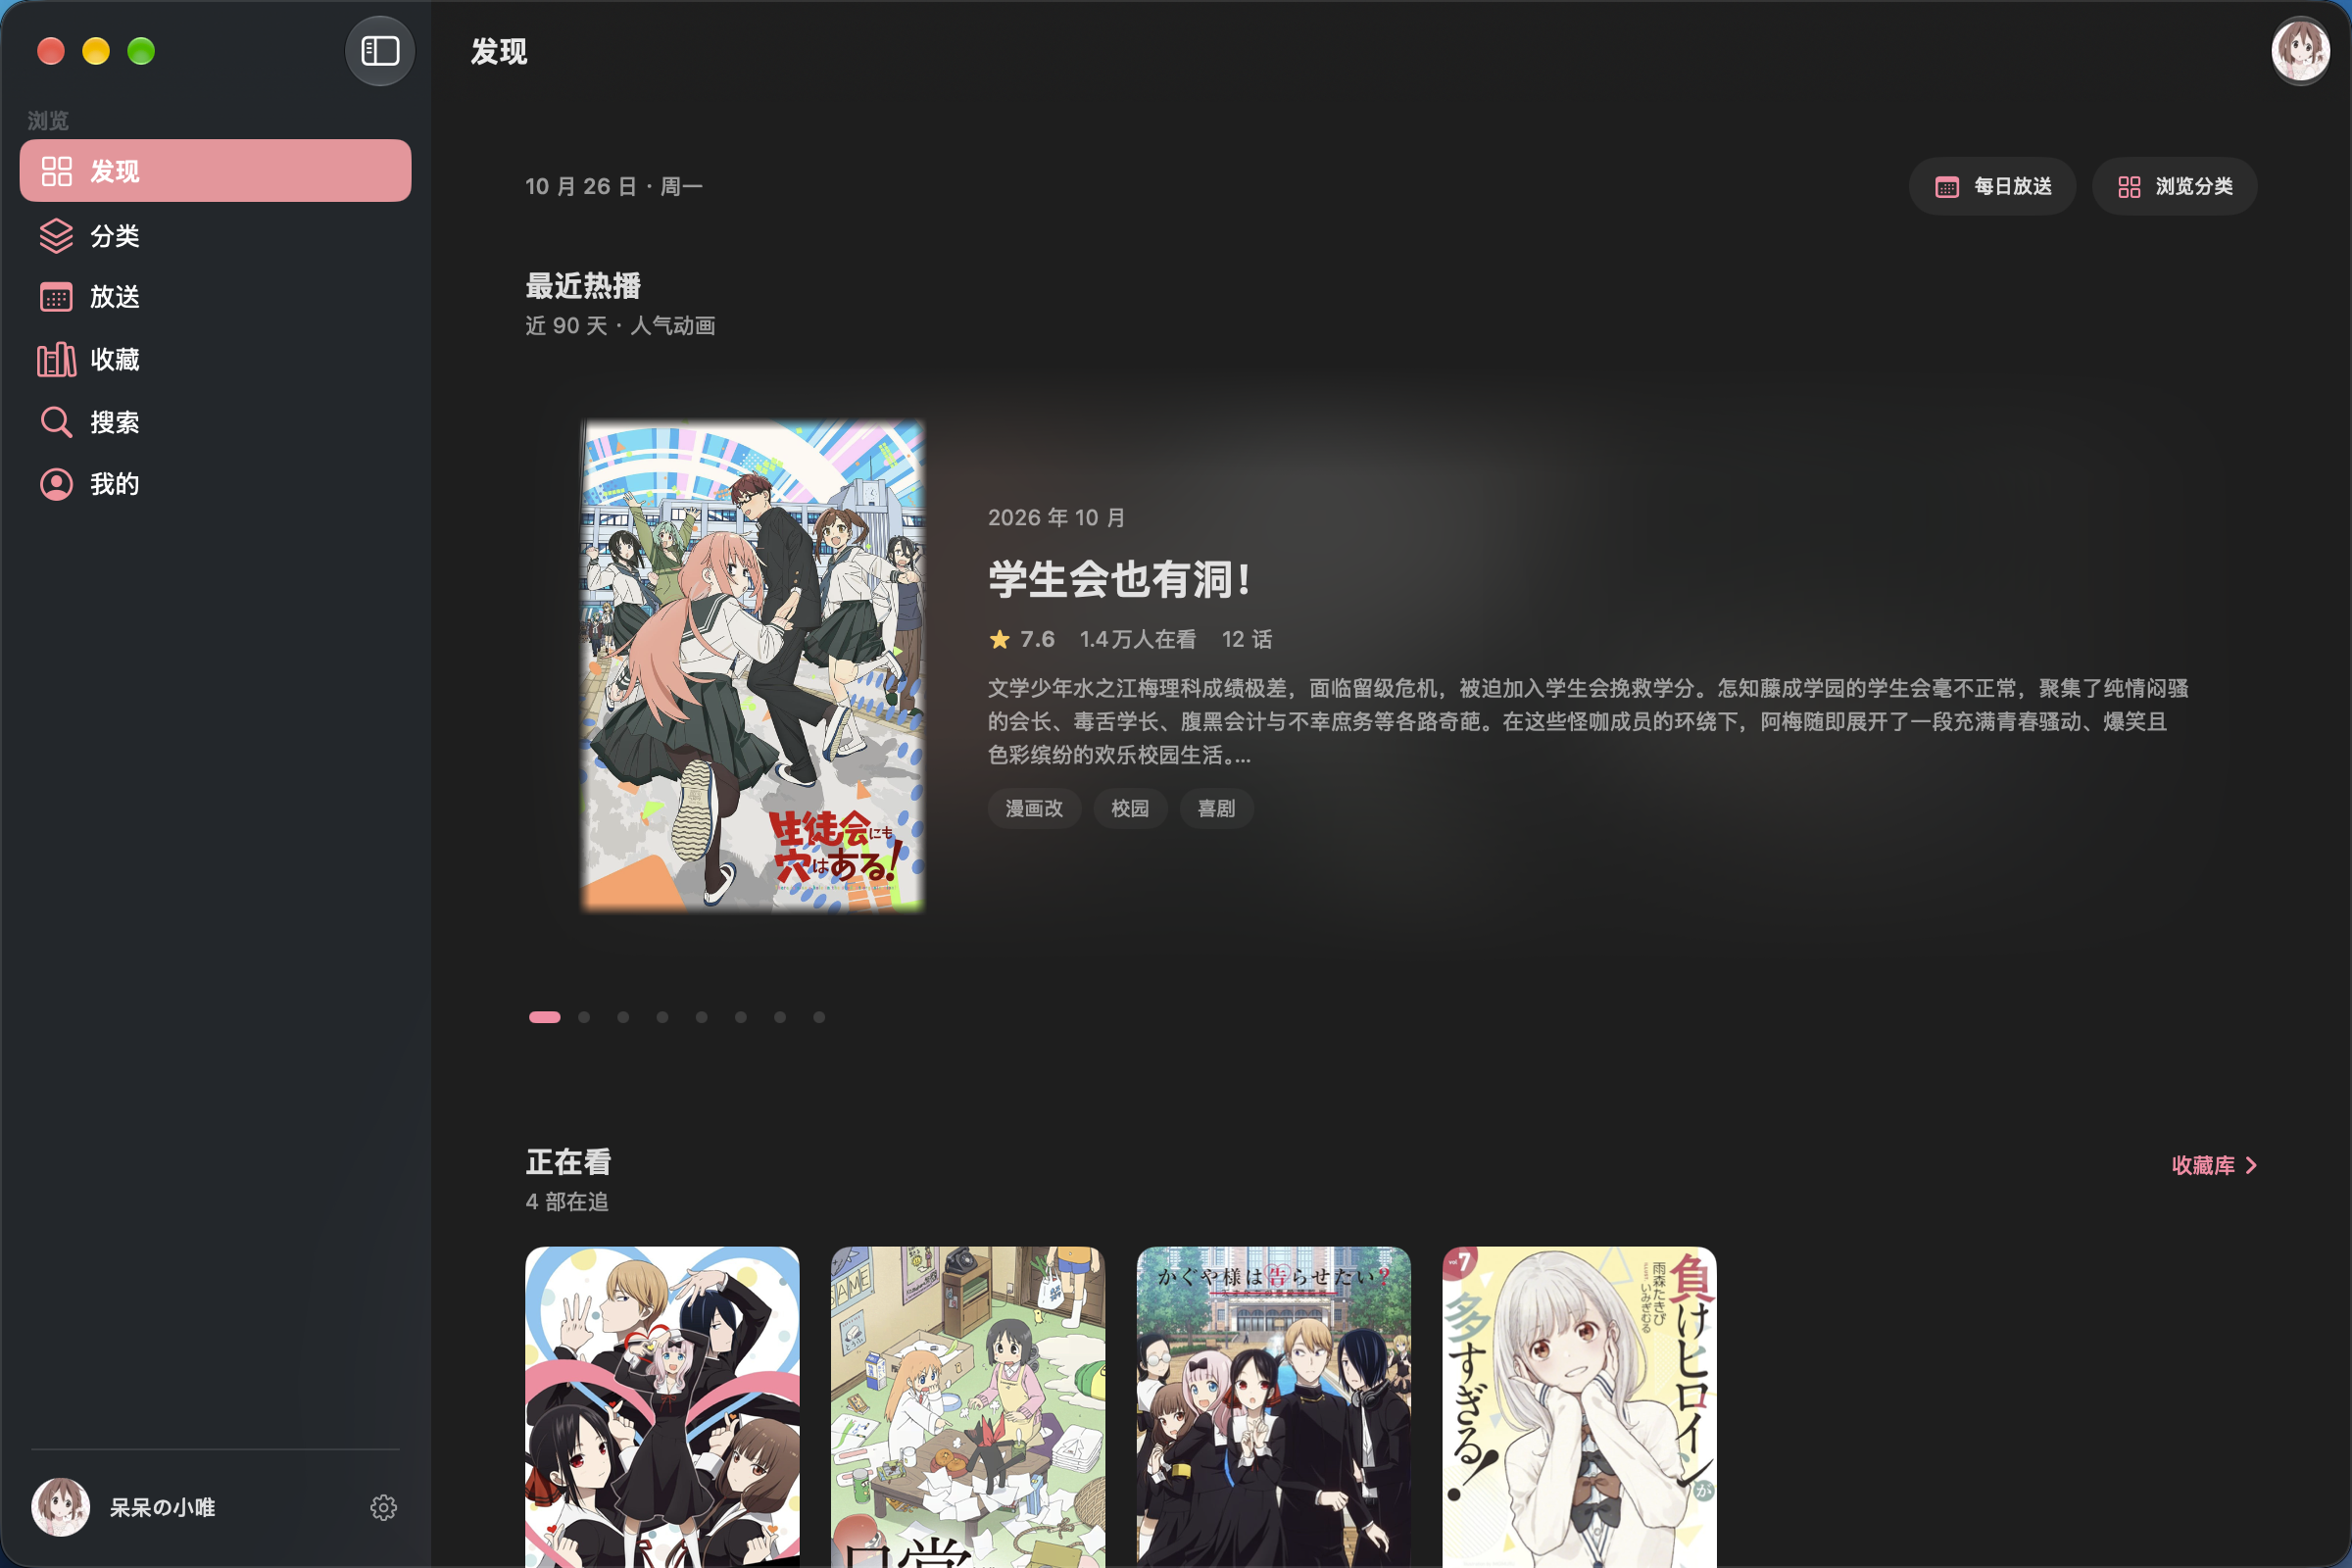 发现
浏览
发现
分类
放送
收藏
搜索
我的
10 月 26 日 · 周一
每日放送
浏览分类
最近热播
近 90 天 · 人气动画
生徒会にも
穴はある!
2026 年 10 月
学生会也有洞！
7.6 1.4万人在看 12 话
文学少年水之江梅理科成绩极差，面临留级危机，被迫加入学生会挽救学分。怎知藤成学园的学生会毫不正常，聚集了纯情闷骚
的会长、毒舌学长、腹黑会计与不幸庶务等各路奇葩。在这些怪咖成员的环绕下，阿梅随即展开了一段充满青春骚动、爆笑且
色彩缤纷的欢乐校园生活。…
漫画改
校园
喜剧
正在看
4 部在追
收藏库
GAME
日常
かぐや様は告らせたい？
vol.7
負けヒロインが
多すぎる！
雨森たきび
いみぎむる
呆呆の小唯